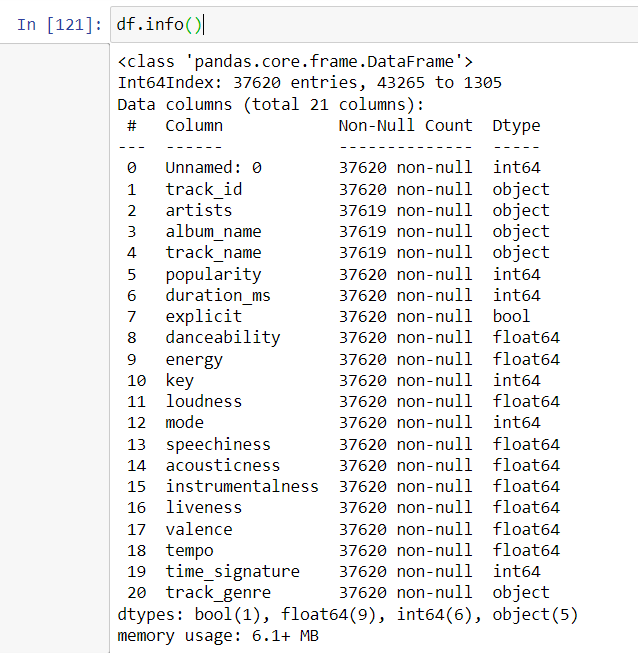 In [121]: df.info()
<class 'pandas.core.frame.DataFrame'>
Int64Index: 37620 entries, 43265 to 1305
Data columns (total 21 columns):
 #   Column            Non-Null Count  Dtype
---  ------            --------------  -----
 0   Unnamed: 0        37620 non-null  int64
 1   track_id          37620 non-null  object
 2   artists           37619 non-null  object
 3   album_name        37619 non-null  object
 4   track_name        37619 non-null  object
 5   popularity        37620 non-null  int64
 6   duration_ms       37620 non-null  int64
 7   explicit          37620 non-null  bool
 8   danceability      37620 non-null  float64
 9   energy            37620 non-null  float64
 10  key               37620 non-null  int64
 11  loudness          37620 non-null  float64
 12  mode              37620 non-null  int64
 13  speechiness       37620 non-null  float64
 14  acousticness      37620 non-null  float64
 15  instrumentalness  37620 non-null  float64
 16  liveness          37620 non-null  float64
 17  valence           37620 non-null  float64
 18  tempo             37620 non-null  float64
 19  time_signature    37620 non-null  int64
 20  track_genre       37620 non-null  object
dtypes: bool(1), float64(9), int64(6), object(5)
memory usage: 6.1+ MB